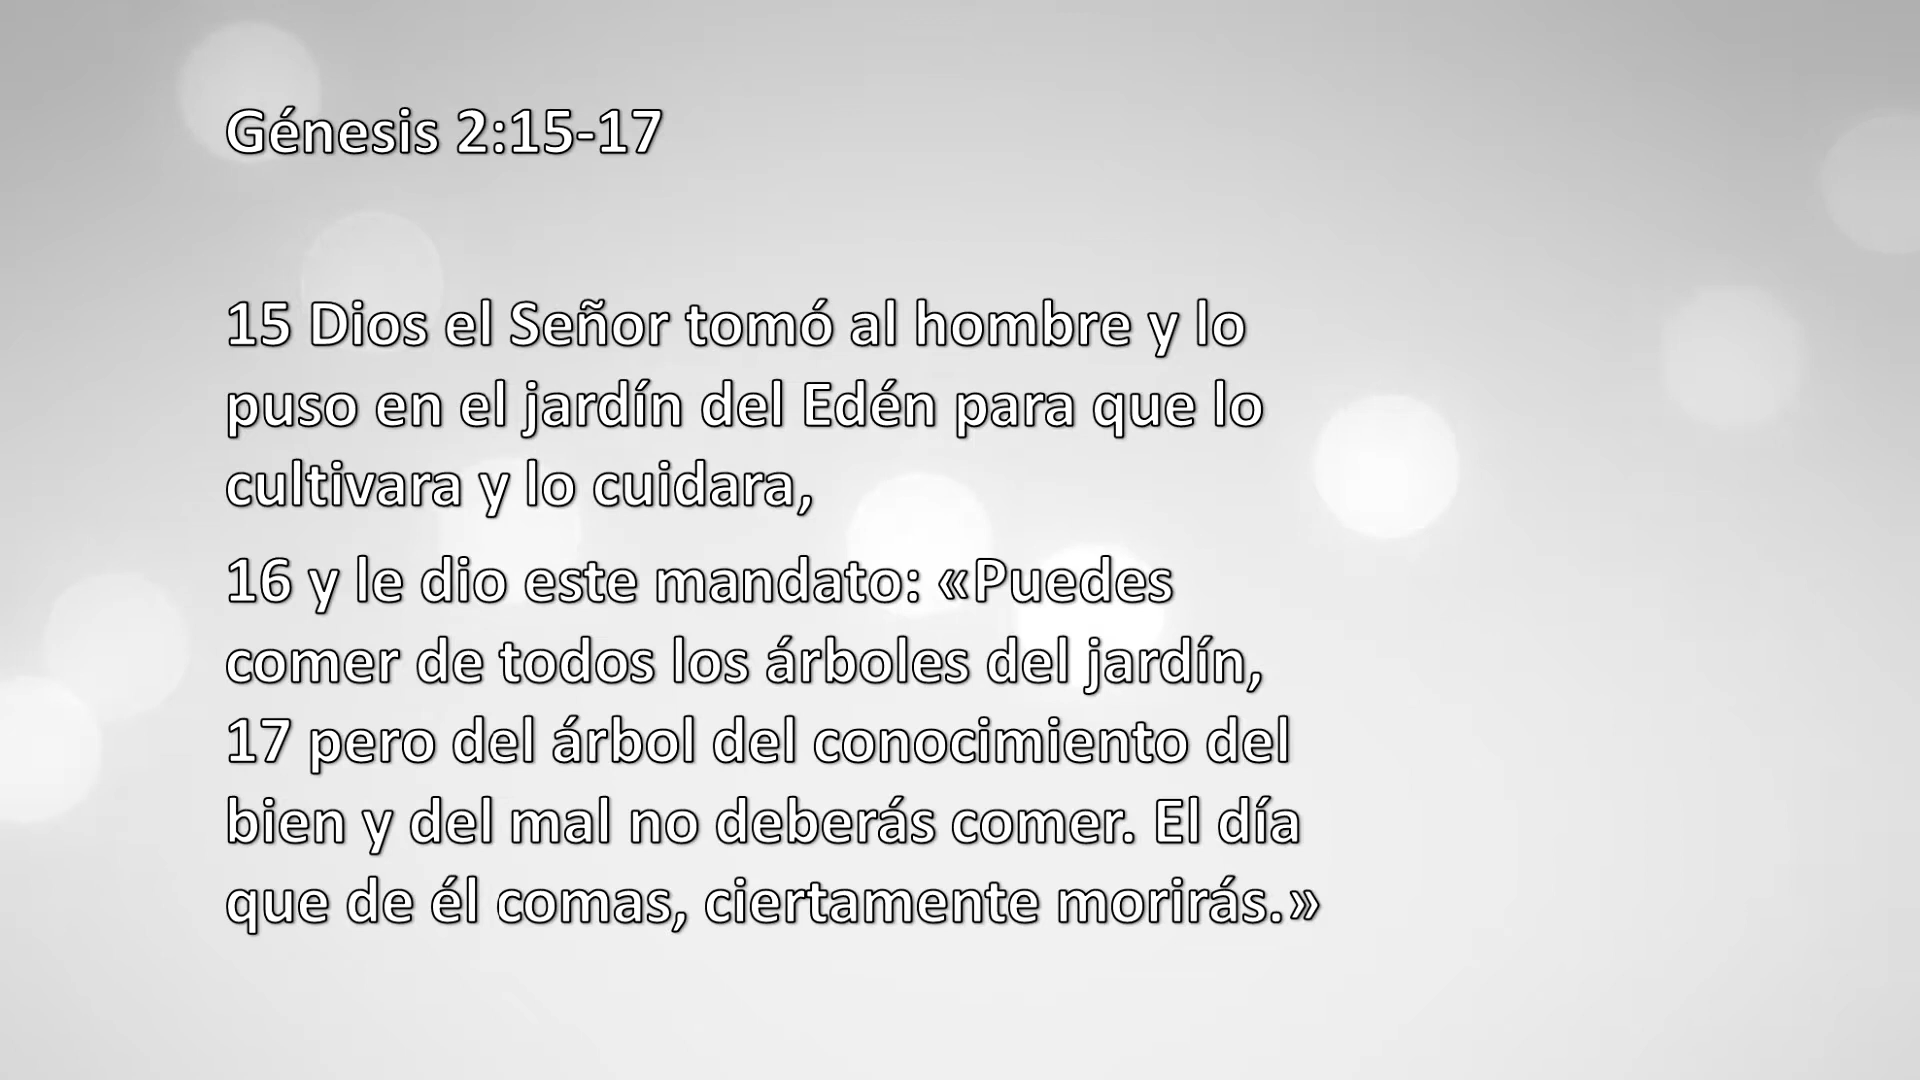 Génesis 2:15-17
15 Dios el Señor tomó al hombre y lo
puso en el jardín del Edén para que lo
cultivara y lo cuidara,
16 y le dio este mandato: «Puedes
comer de todos los árboles del jardín,
17 pero del árbol del conocimiento del
bien y del mal no deberás comer. El día
que de él comas, ciertamente morirás.»